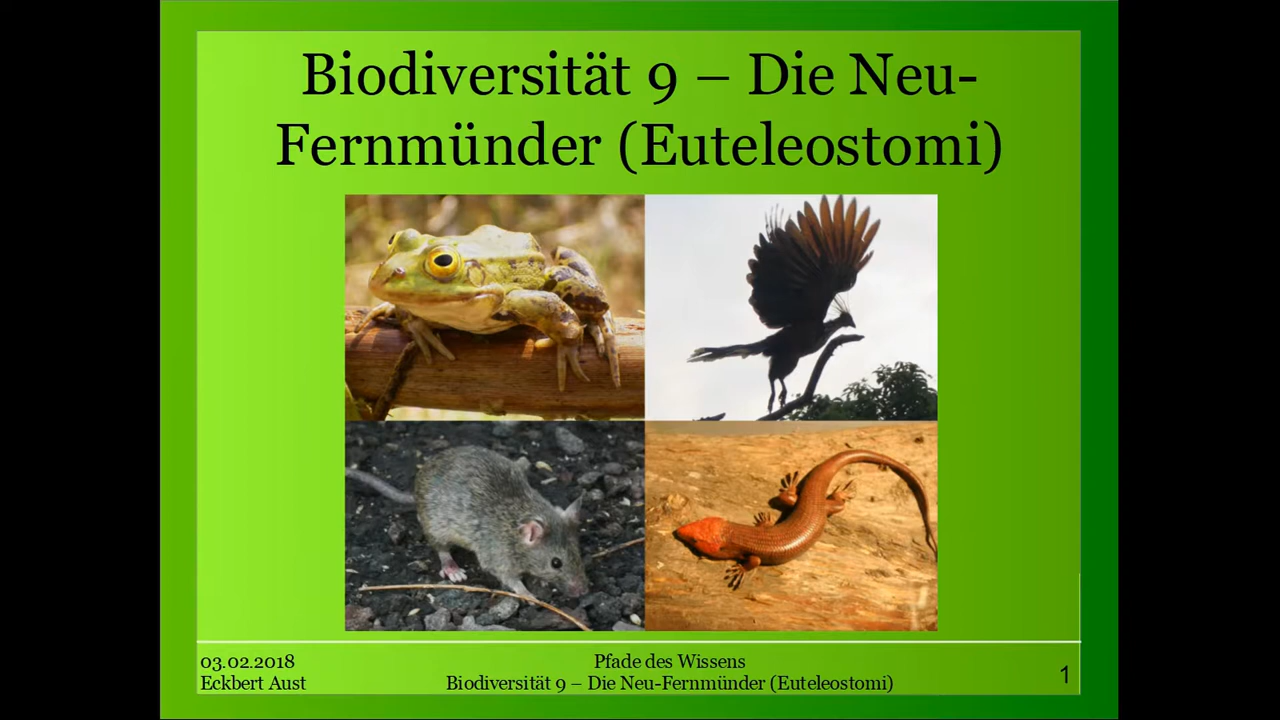 Biodiversität 9 – Die Neu-
Fernmünder (Euteleostomi)
03.02.2018
Eckbert Aust
Pfade des Wissens
Biodiversität 9 – Die Neu-Fernmünder (Euteleostomi)
1